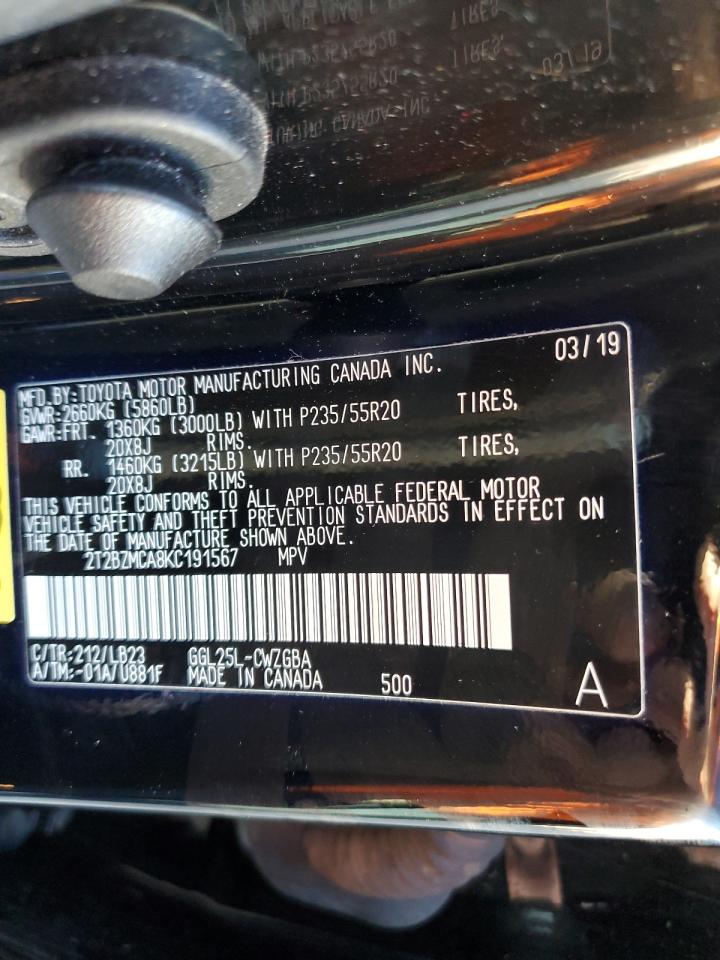 03/19
MFD.BY:TOYOTA MOTOR MANUFACTURING CANADA INC.
GVWR:2660KG (5860LB)
GAWR:FRT. 1360KG (3000LB) WITH P235/55R20 TIRES,
20X8J RIMS.
RR. 1460KG (3215LB) WITH P235/55R20 TIRES,
20X8J RIMS.
THIS VEHICLE CONFORMS TO ALL APPLICABLE FEDERAL MOTOR
VEHICLE SAFETY AND THEFT PREVENTION STANDARDS IN EFFECT ON
THE DATE OF MANUFACTURE SHOWN ABOVE.
2T2BZMCA8KC191567 MPV
C/TR:212/LB23 GGL25L-CWZGBA
A/TM:-01A/U881F MADE IN CANADA 500
A